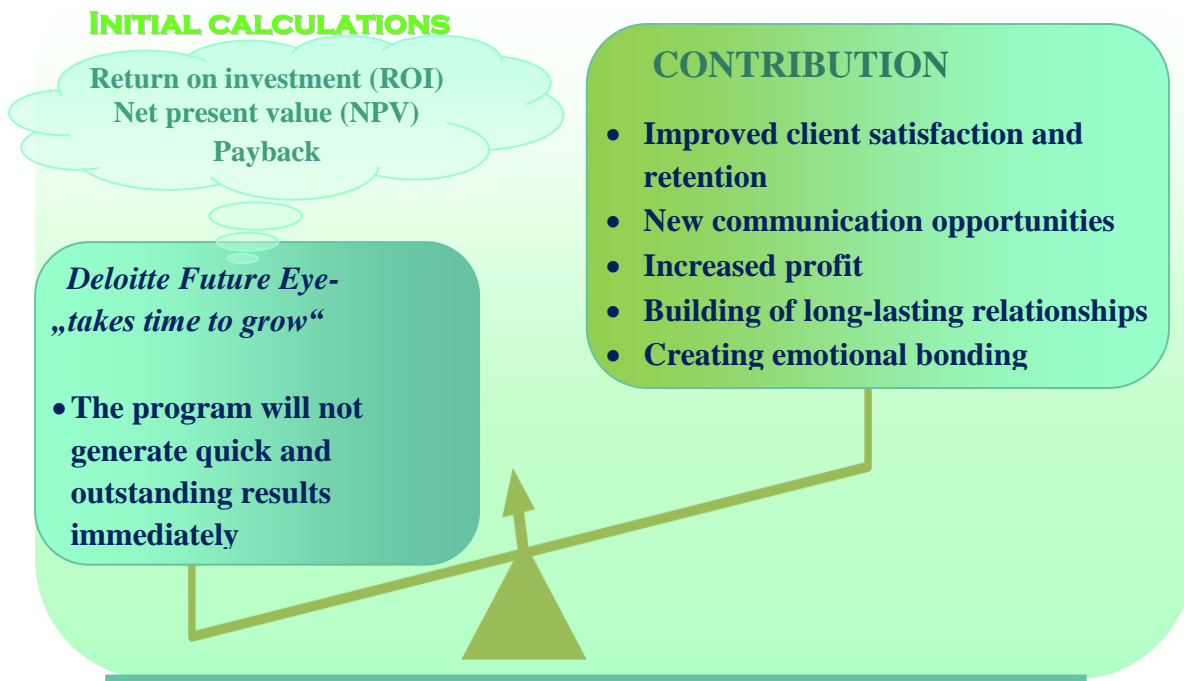 INITIAL CALCULATIONS
Return on investment (ROI)
Net present value (NPV)
Payback
Deloitte Future Eye-
„takes time to grow“
• The program will not
generate quick and
outstanding results
immediately
CONTRIBUTION
• Improved client satisfaction and
retention
• New communication opportunities
• Increased profit
• Building of long-lasting relationships
• Creating emotional bonding